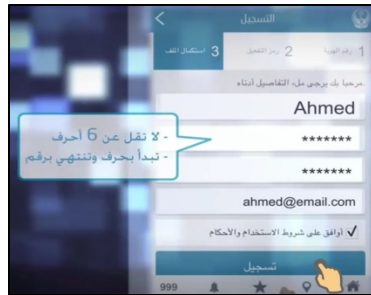 التسجيل
1 رقم الهوية
2 رمز التفعيل
3 استكمال الملف
مرحبا بك يرجى ملء التفاصيل أدناه
Ahmed
*******
- لا تقل عن 6 أحرف
- تبدأ بحرف وتنتهي برقم
*******
ahmed@email.com
أوافق على شروط الاستخدام والأحكام
تسجيل
999